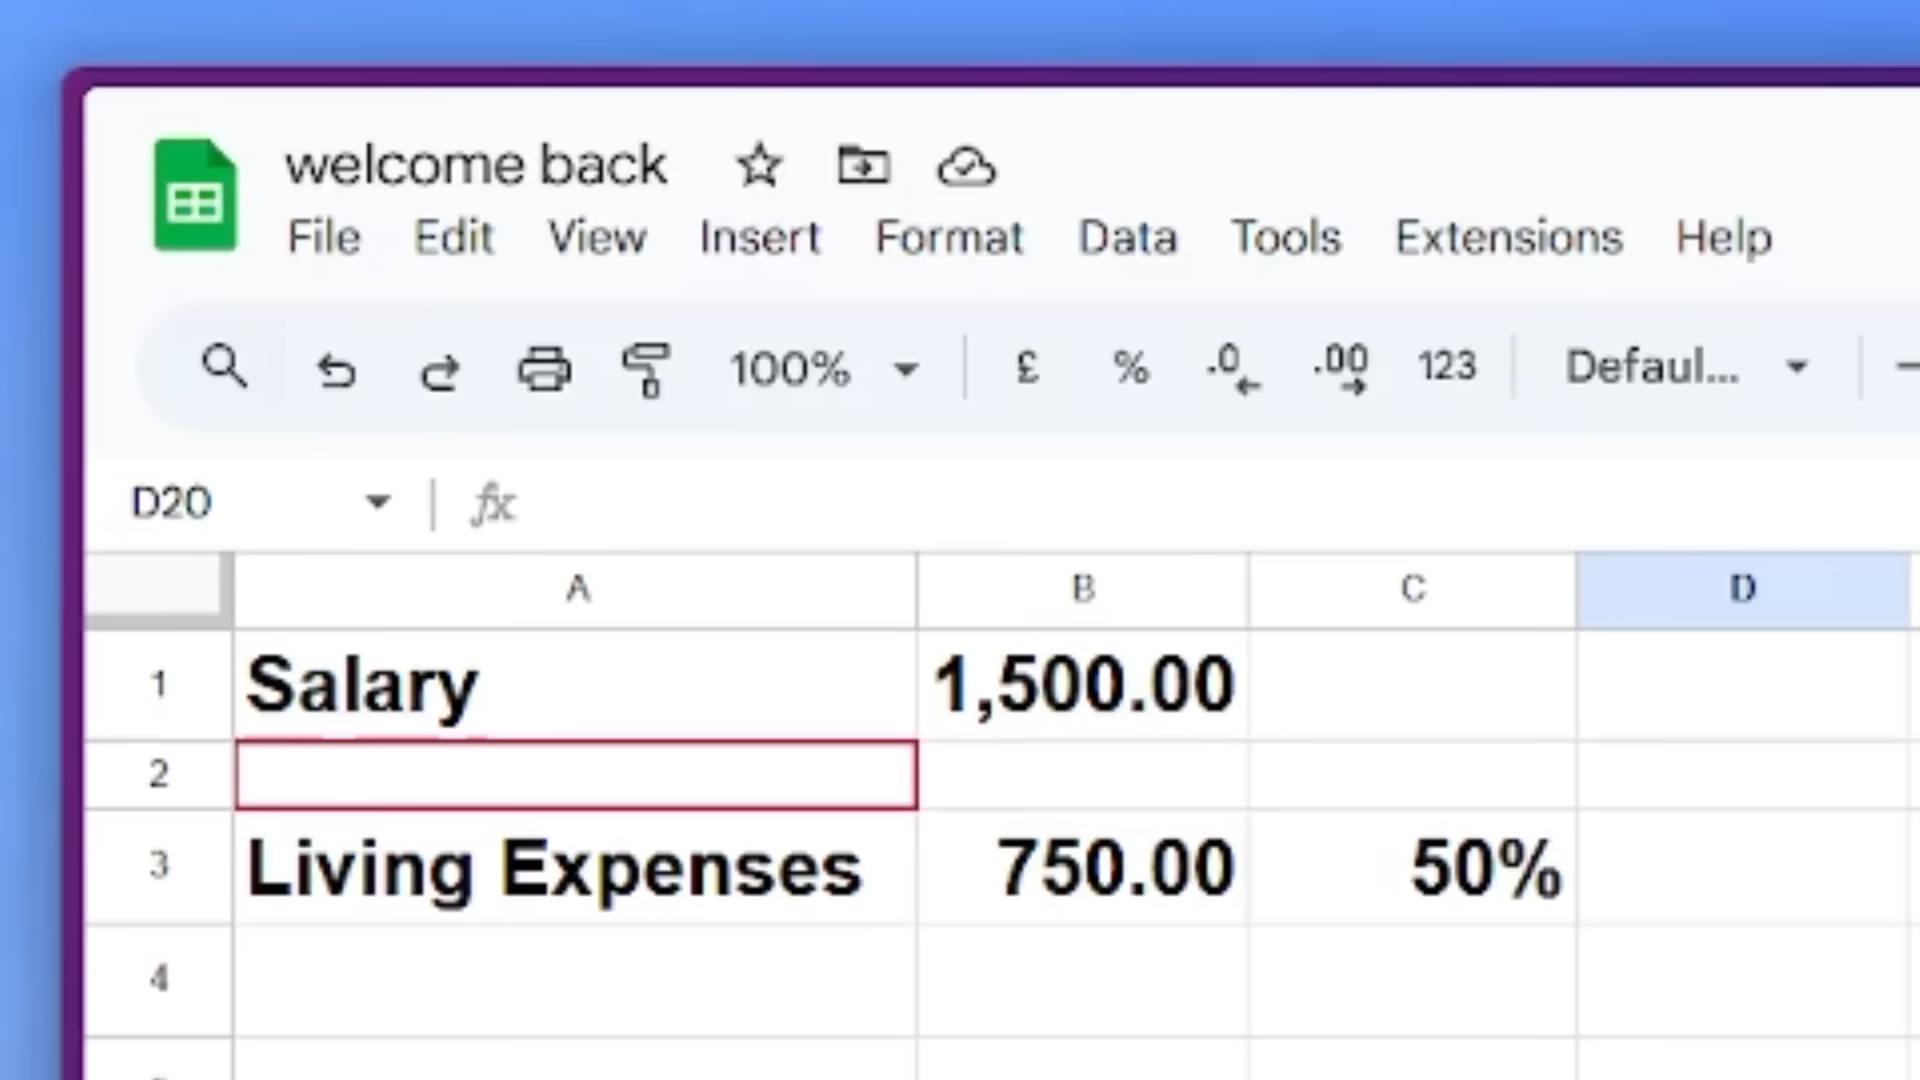 welcome back
File Edit View Insert Format Data Tools Extensions Help
100% £ % .0 .00 123 Defaul...
D20 fx
A B C D
1 Salary 1,500.00
2
3 Living Expenses 750.00 50%
4